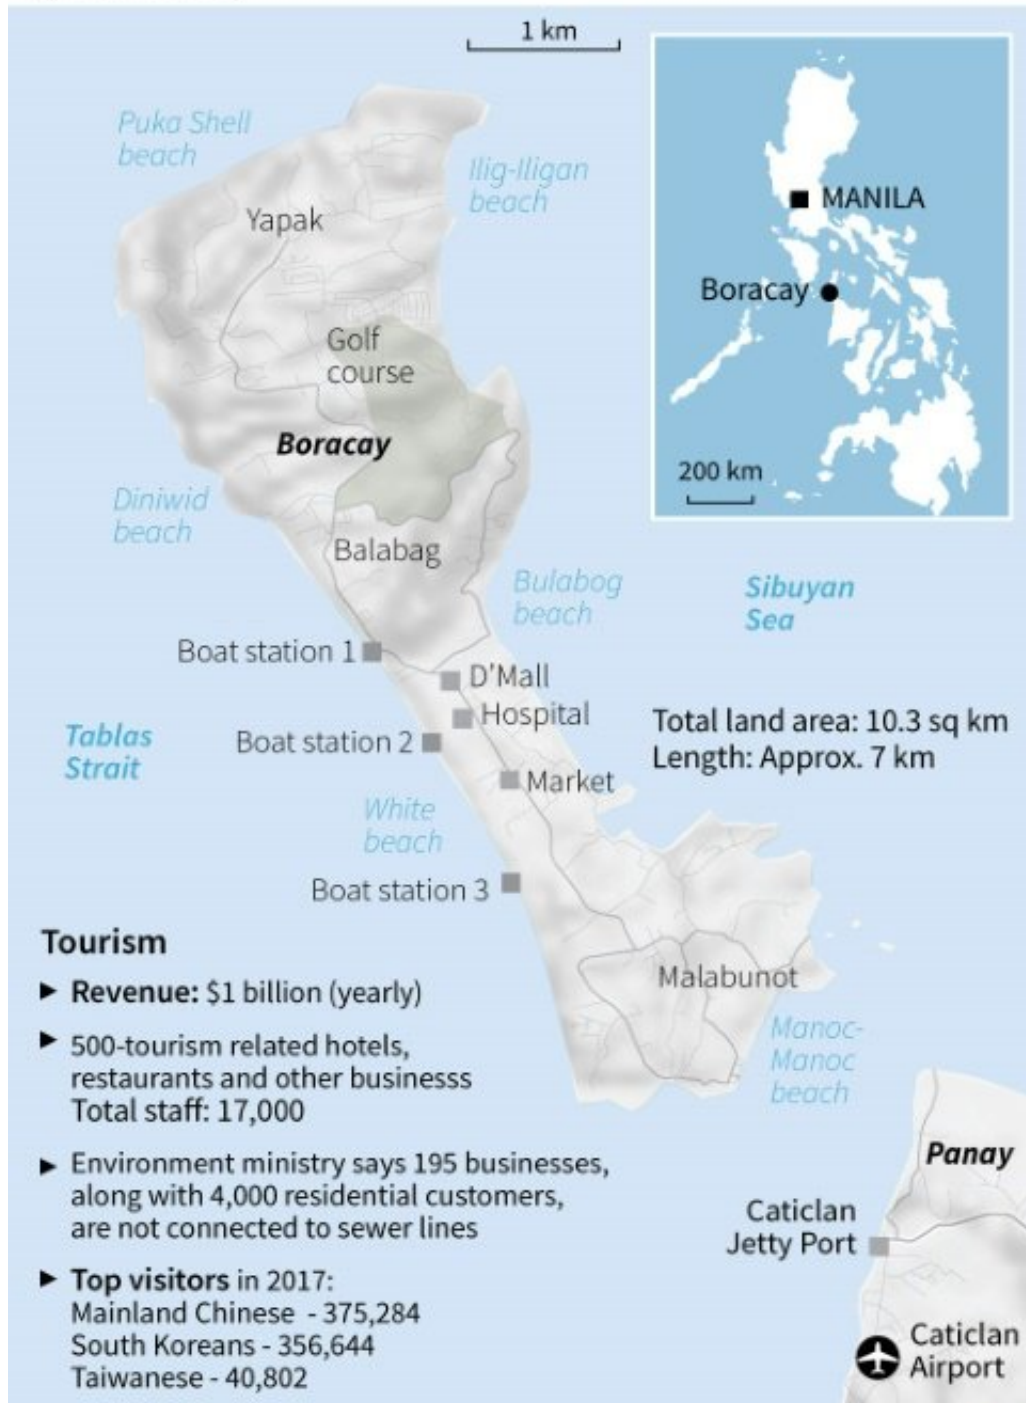 1 km
Puka Shell
beach
Ilig-Iligan
beach
Yapak
MANILA
Boracay
Golf
course
Boracay
200 km
Diniwid
beach
Balabag
Bulabog
beach
Sibuyan
Sea
Boat station 1
D'Mall
Hospital
Total land area: 10.3 sq km
Length: Approx. 7 km
Tablas
Strait
Boat station 2
Market
White
beach
Boat station 3
Malabunot
Manoc-
Manoc
beach
Tourism
▶ Revenue: $1 billion (yearly)
▶ 500-tourism related hotels,
restaurants and other businesss
Total staff: 17,000
▶ Environment ministry says 195 businesses,
along with 4,000 residential customers,
are not connected to sewer lines
▶ Top visitors in 2017:
Mainland Chinese - 375,284
South Koreans - 356,644
Taiwanese - 40,802
Panay
Caticlan
Jetty Port
Caticlan
Airport